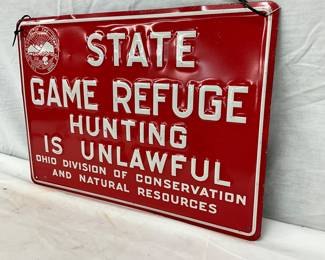 STATE
GAME REFUGE
HUNTING
IS UNLAWFUL
OHIO DIVISION OF CONSERVATION
AND NATURAL RESOURCES